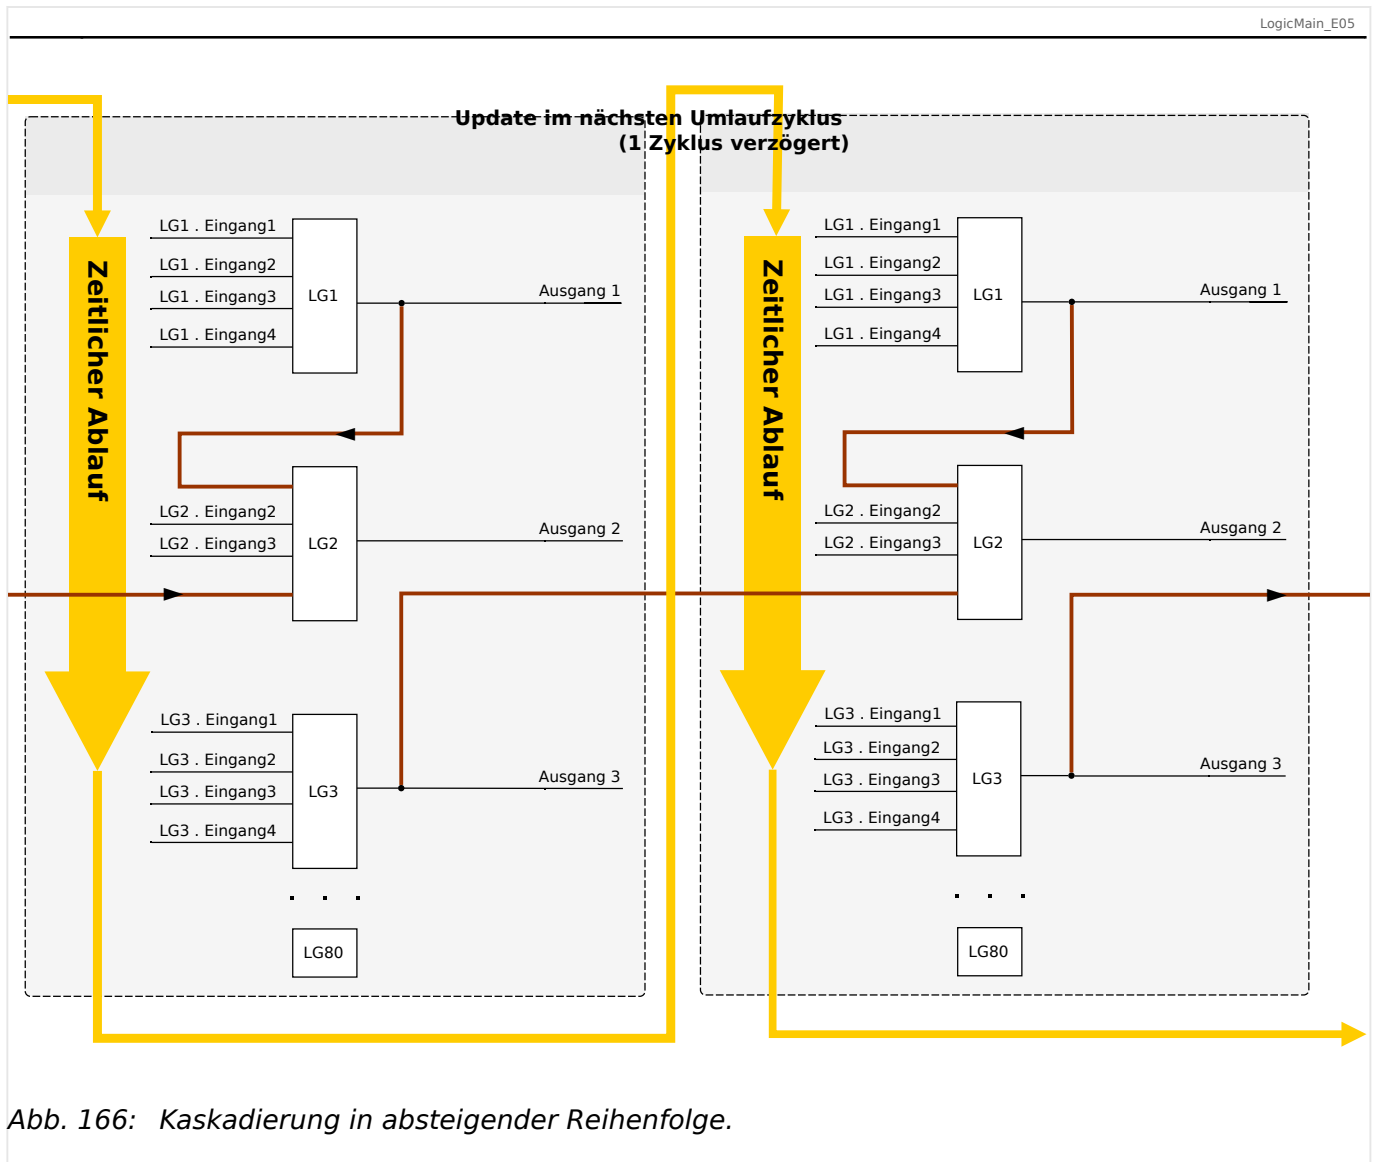 LogicMain_E05
Update im nächsten Umlaufzyklus
(1 Zyklus verzögert)
Zeitlicher Ablauf
LG1 . Eingang1
LG1 . Eingang2
LG1 . Eingang3
LG1 . Eingang4
LG1
Ausgang 1
LG2 . Eingang2
LG2 . Eingang3
LG2
Ausgang 2
LG3 . Eingang1
LG3 . Eingang2
LG3 . Eingang3
LG3 . Eingang4
LG3
Ausgang 3
. . .
LG80
Zeitlicher Ablauf
LG1 . Eingang1
LG1 . Eingang2
LG1 . Eingang3
LG1 . Eingang4
LG1
Ausgang 1
LG2 . Eingang2
LG2 . Eingang3
LG2
Ausgang 2
LG3 . Eingang1
LG3 . Eingang2
LG3 . Eingang3
LG3 . Eingang4
LG3
Ausgang 3
. . .
LG80
Abb. 166: Kaskadierung in absteigender Reihenfolge.